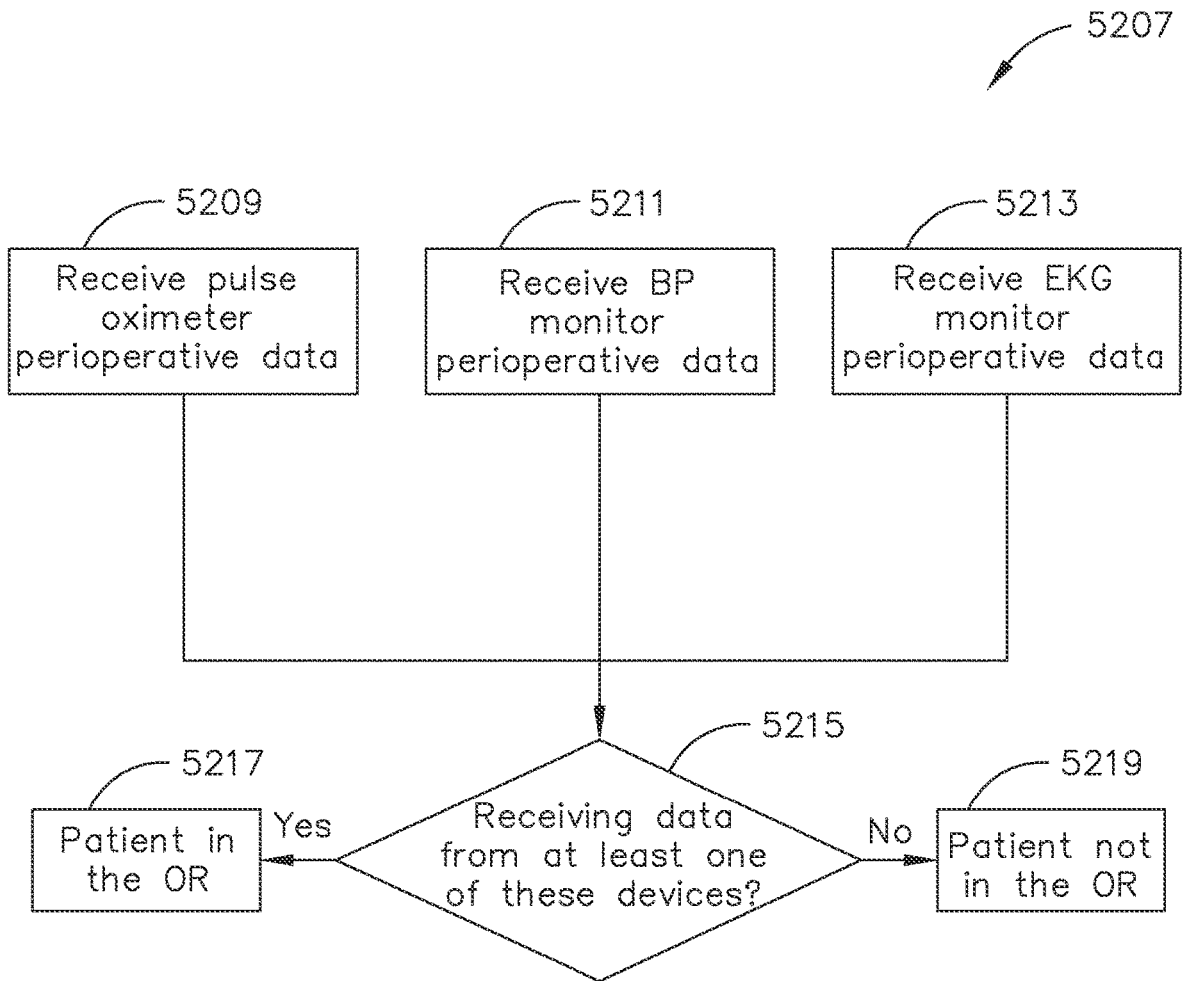 5207
5209
5211
5213
Receive pulse
oximeter
perioperative data
Receive BP
monitor
perioperative data
Receive EKG
monitor
perioperative data
5215
5217
5219
Patient in
the OR
Yes
Receiving data
from at least one
of these devices?
No
Patient not
in the OR